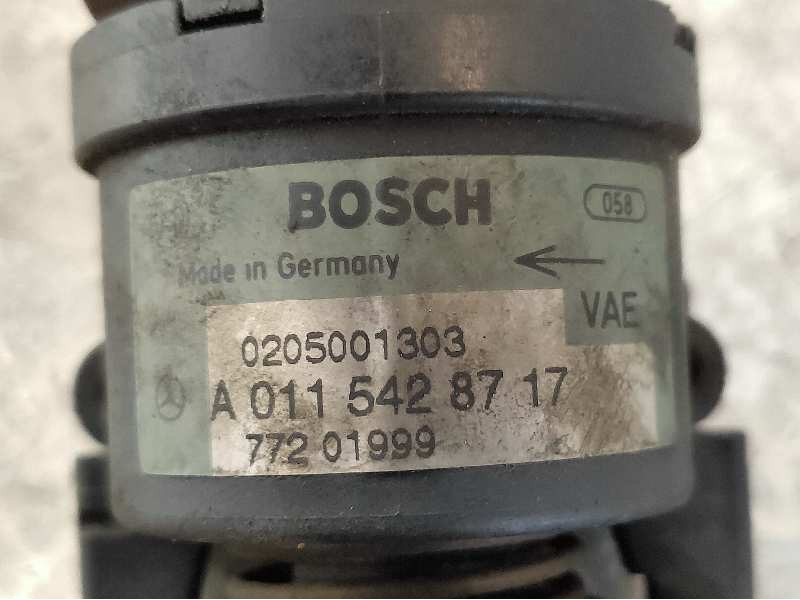 BOSCH
058
Made in Germany
VAE
0205001303
A 011 542 87 17
772 01999